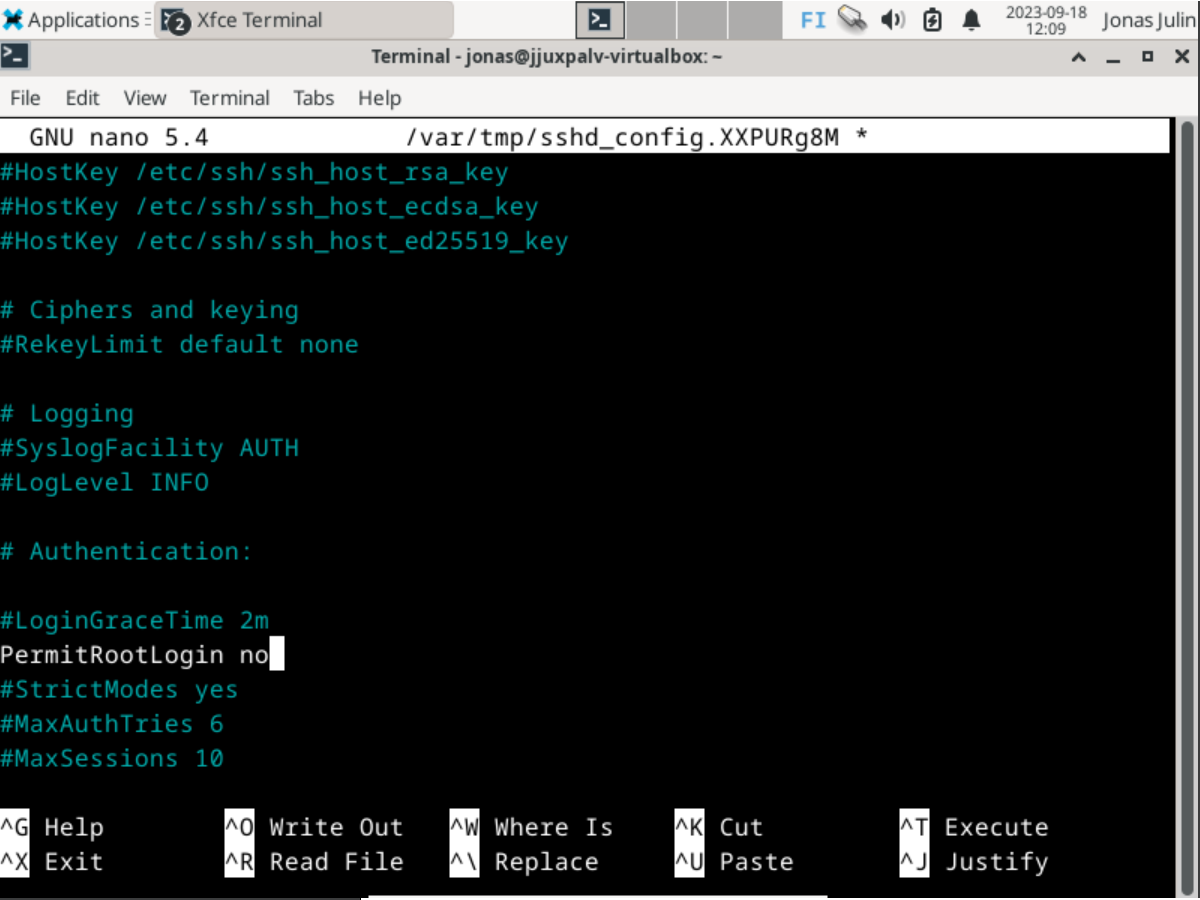 Applications 2 Xfce Terminal FI 2023-09-18 12:09 Jonas Julin
Terminal - jonas@jjuxpalv-virtualbox: ~
File Edit View Terminal Tabs Help
GNU nano 5.4 /var/tmp/sshd_config.XXPURg8M *
#HostKey /etc/ssh/ssh_host_rsa_key
#HostKey /etc/ssh/ssh_host_ecdsa_key
#HostKey /etc/ssh/ssh_host_ed25519_key
# Ciphers and keying
#RekeyLimit default none
# Logging
#SyslogFacility AUTH
#LogLevel INFO
# Authentication:
#LoginGraceTime 2m
PermitRootLogin no
#StrictModes yes
#MaxAuthTries 6
#MaxSessions 10
^G Help ^O Write Out ^W Where Is ^K Cut ^T Execute
^X Exit ^R Read File ^\ Replace ^U Paste ^J Justify